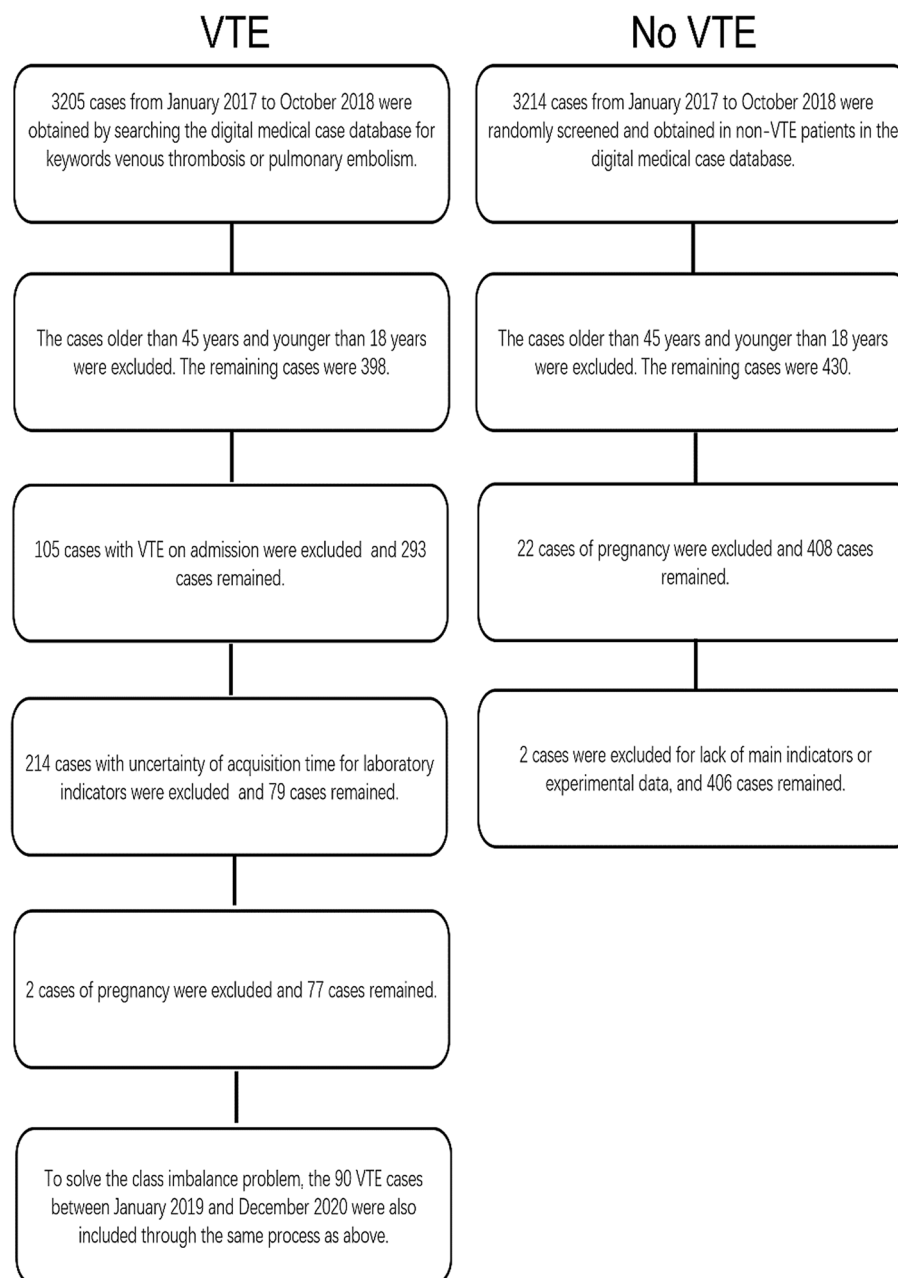 VTE
3205 cases from January 2017 to October 2018 were
obtained by searching the digital medical case database for
keywords venous thrombosis or pulmonary embolism.
The cases older than 45 years and younger than 18 years
were excluded. The remaining cases were 398.
105 cases with VTE on admission were excluded and 293
cases remained.
214 cases with uncertainty of acquisition time for laboratory
indicators were excluded and 79 cases remained.
2 cases of pregnancy were excluded and 77 cases remained.
To solve the class imbalance problem, the 90 VTE cases
between January 2019 and December 2020 were also
included through the same process as above.
No VTE
3214 cases from January 2017 to October 2018 were
randomly screened and obtained in non-VTE patients in the
digital medical case database.
The cases older than 45 years and younger than 18 years
were excluded. The remaining cases were 430.
22 cases of pregnancy were excluded and 408 cases
remained.
2 cases were excluded for lack of main indicators or
experimental data, and 406 cases remained.